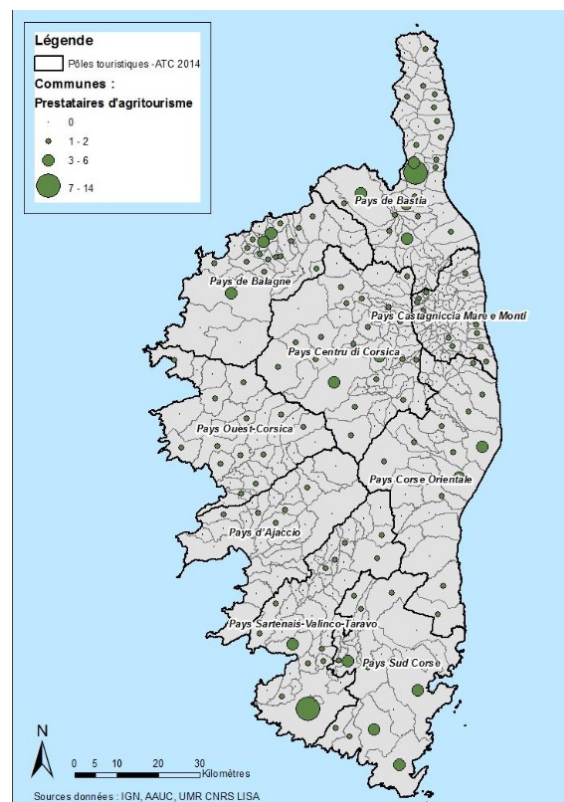 Légende
Pôles touristiques -ATC 2014
Communes :
Prestataires d'agritourisme
0
1 - 2
3 - 6
7 - 14
Pays de Bastia
Pays de Balagne
Pays Castagniccia Mare e Monti
Pays Centru di Corsica
Pays Ouest-Corsica
Pays Corse Orientale
Pays d'Ajaccio
Pays Sartenais-Valinco-Taravo
Pays Sud Corse
N
0 5 10 20 30
Kilomètres
Sources données : IGN, AAUC, UMR CNRS LISA